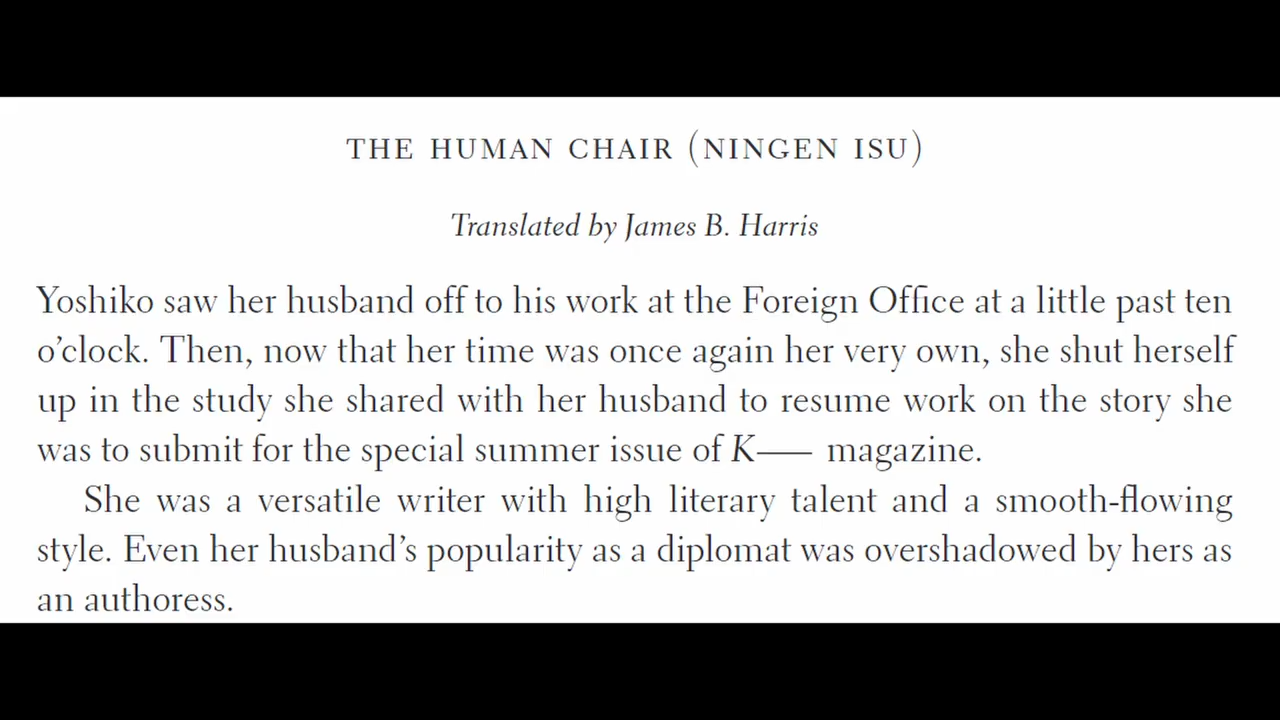 THE HUMAN CHAIR (NINGEN ISU)
Translated by James B. Harris
Yoshiko saw her husband off to his work at the Foreign Office at a little past ten
o’clock. Then, now that her time was once again her very own, she shut herself
up in the study she shared with her husband to resume work on the story she
was to submit for the special summer issue of K—— magazine.
She was a versatile writer with high literary talent and a smooth-flowing
style. Even her husband’s popularity as a diplomat was overshadowed by hers as
an authoress.